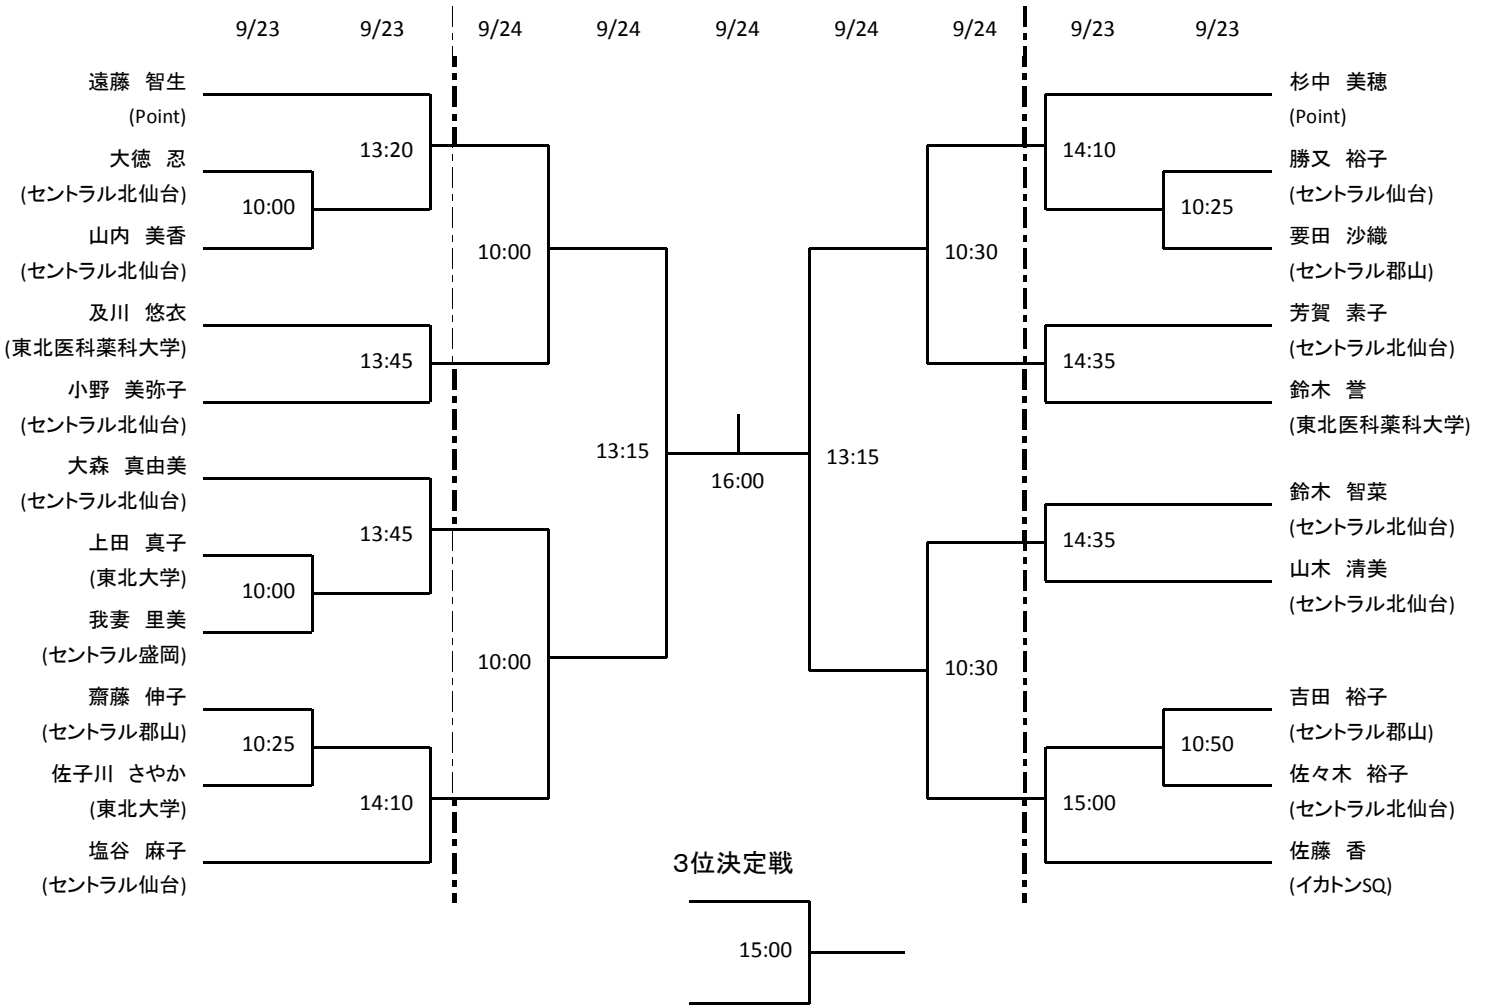 9/23 9/23 9/24 9/24 9/24 9/24 9/24 9/23 9/23
遠藤 智生
(Point)
13:20
大徳 忍
(セントラル北仙台)
10:00
山内 美香
(セントラル北仙台)
10:00
及川 悠衣
(東北医科薬科大学)
13:45
小野 美弥子
(セントラル北仙台)
13:15
大森 真由美
(セントラル北仙台)
13:45
上田 真子
(東北大学)
10:00
我妻 里美
(セントラル盛岡)
10:00
齋藤 伸子
(セントラル郡山)
10:25
佐子川 さやか
(東北大学)
14:10
塩谷 麻子
(セントラル仙台)
16:00
杉中 美穂
(Point)
14:10
勝又 裕子
(セントラル仙台)
10:25
要田 沙織
(セントラル郡山)
10:30
芳賀 素子
(セントラル北仙台)
14:35
鈴木 誉
(東北医科薬科大学)
13:15
鈴木 智菜
(セントラル北仙台)
14:35
山木 清美
(セントラル北仙台)
10:30
吉田 裕子
(セントラル郡山)
10:50
佐々木 裕子
(セントラル北仙台)
15:00
佐藤 香
(イカトンSQ)
3位決定戦
15:00